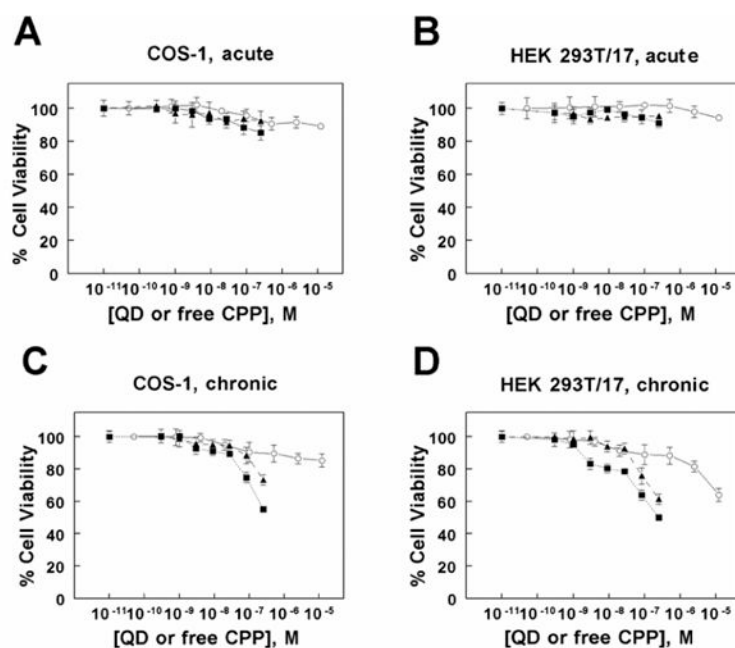 A
COS-1, acute
% Cell Viability
100
80
60
40
20
0
10⁻¹¹ 10⁻¹⁰ 10⁻⁹ 10⁻⁸ 10⁻⁷ 10⁻⁶ 10⁻⁵
[QD or free CPP], M
B
HEK 293T/17, acute
% Cell Viability
100
80
60
40
20
0
10⁻¹¹ 10⁻¹⁰ 10⁻⁹ 10⁻⁸ 10⁻⁷ 10⁻⁶ 10⁻⁵
[QD or free CPP], M
C
COS-1, chronic
% Cell Viability
100
80
60
40
20
0
10⁻¹¹ 10⁻¹⁰ 10⁻⁹ 10⁻⁸ 10⁻⁷ 10⁻⁶ 10⁻⁵
[QD or free CPP], M
D
HEK 293T/17, chronic
% Cell Viability
100
80
60
40
20
0
10⁻¹¹ 10⁻¹⁰ 10⁻⁹ 10⁻⁸ 10⁻⁷ 10⁻⁶ 10⁻⁵
[QD or free CPP], M